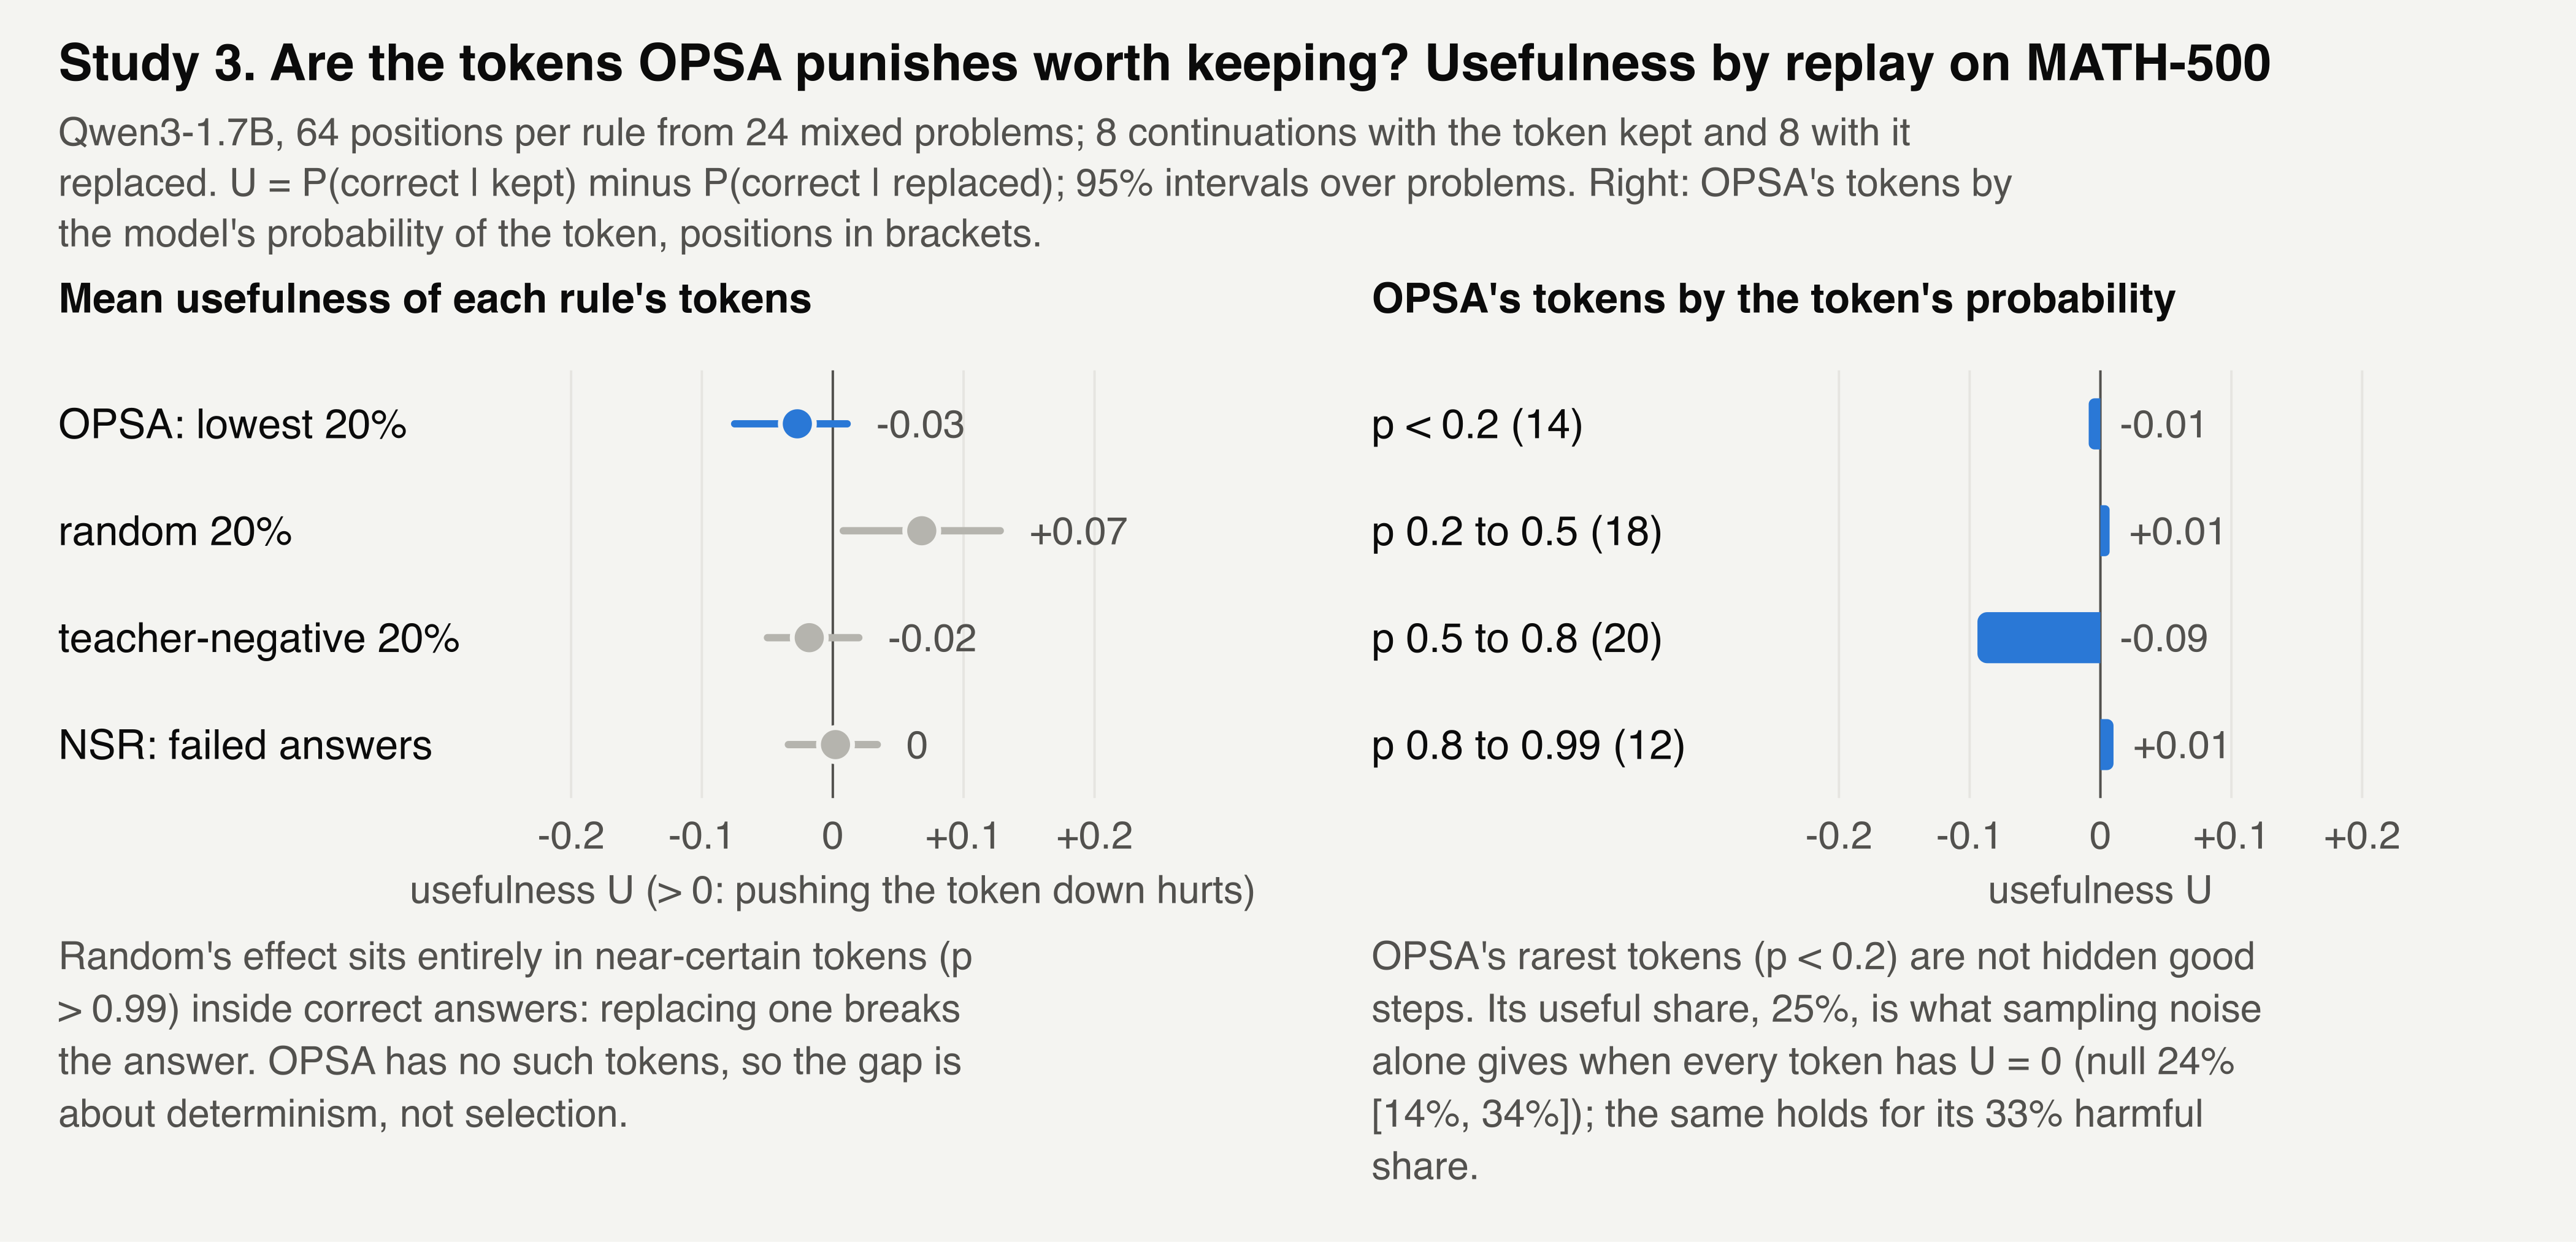 Study 3. Are the tokens OPSA punishes worth keeping? Usefulness by replay on MATH-500
Qwen3-1.7B, 64 positions per rule from 24 mixed problems; 8 continuations with the token kept and 8 with it
replaced. U = P(correct | kept) minus P(correct | replaced); 95% intervals over problems. Right: OPSA's tokens by
the model's probability of the token, positions in brackets.
Mean usefulness of each rule's tokens
OPSA: lowest 20%
-0.03
random 20%
+0.07
teacher-negative 20%
-0.02
NSR: failed answers
0
-0.2 -0.1 0 +0.1 +0.2
usefulness U (> 0: pushing the token down hurts)
Random's effect sits entirely in near-certain tokens (p
> 0.99) inside correct answers: replacing one breaks
the answer. OPSA has no such tokens, so the gap is
about determinism, not selection.
OPSA's tokens by the token's probability
p < 0.2 (14)
-0.01
p 0.2 to 0.5 (18)
+0.01
p 0.5 to 0.8 (20)
-0.09
p 0.8 to 0.99 (12)
+0.01
-0.2 -0.1 0 +0.1 +0.2
usefulness U
OPSA's rarest tokens (p < 0.2) are not hidden good
steps. Its useful share, 25%, is what sampling noise
alone gives when every token has U = 0 (null 24%
[14%, 34%]); the same holds for its 33% harmful
share.